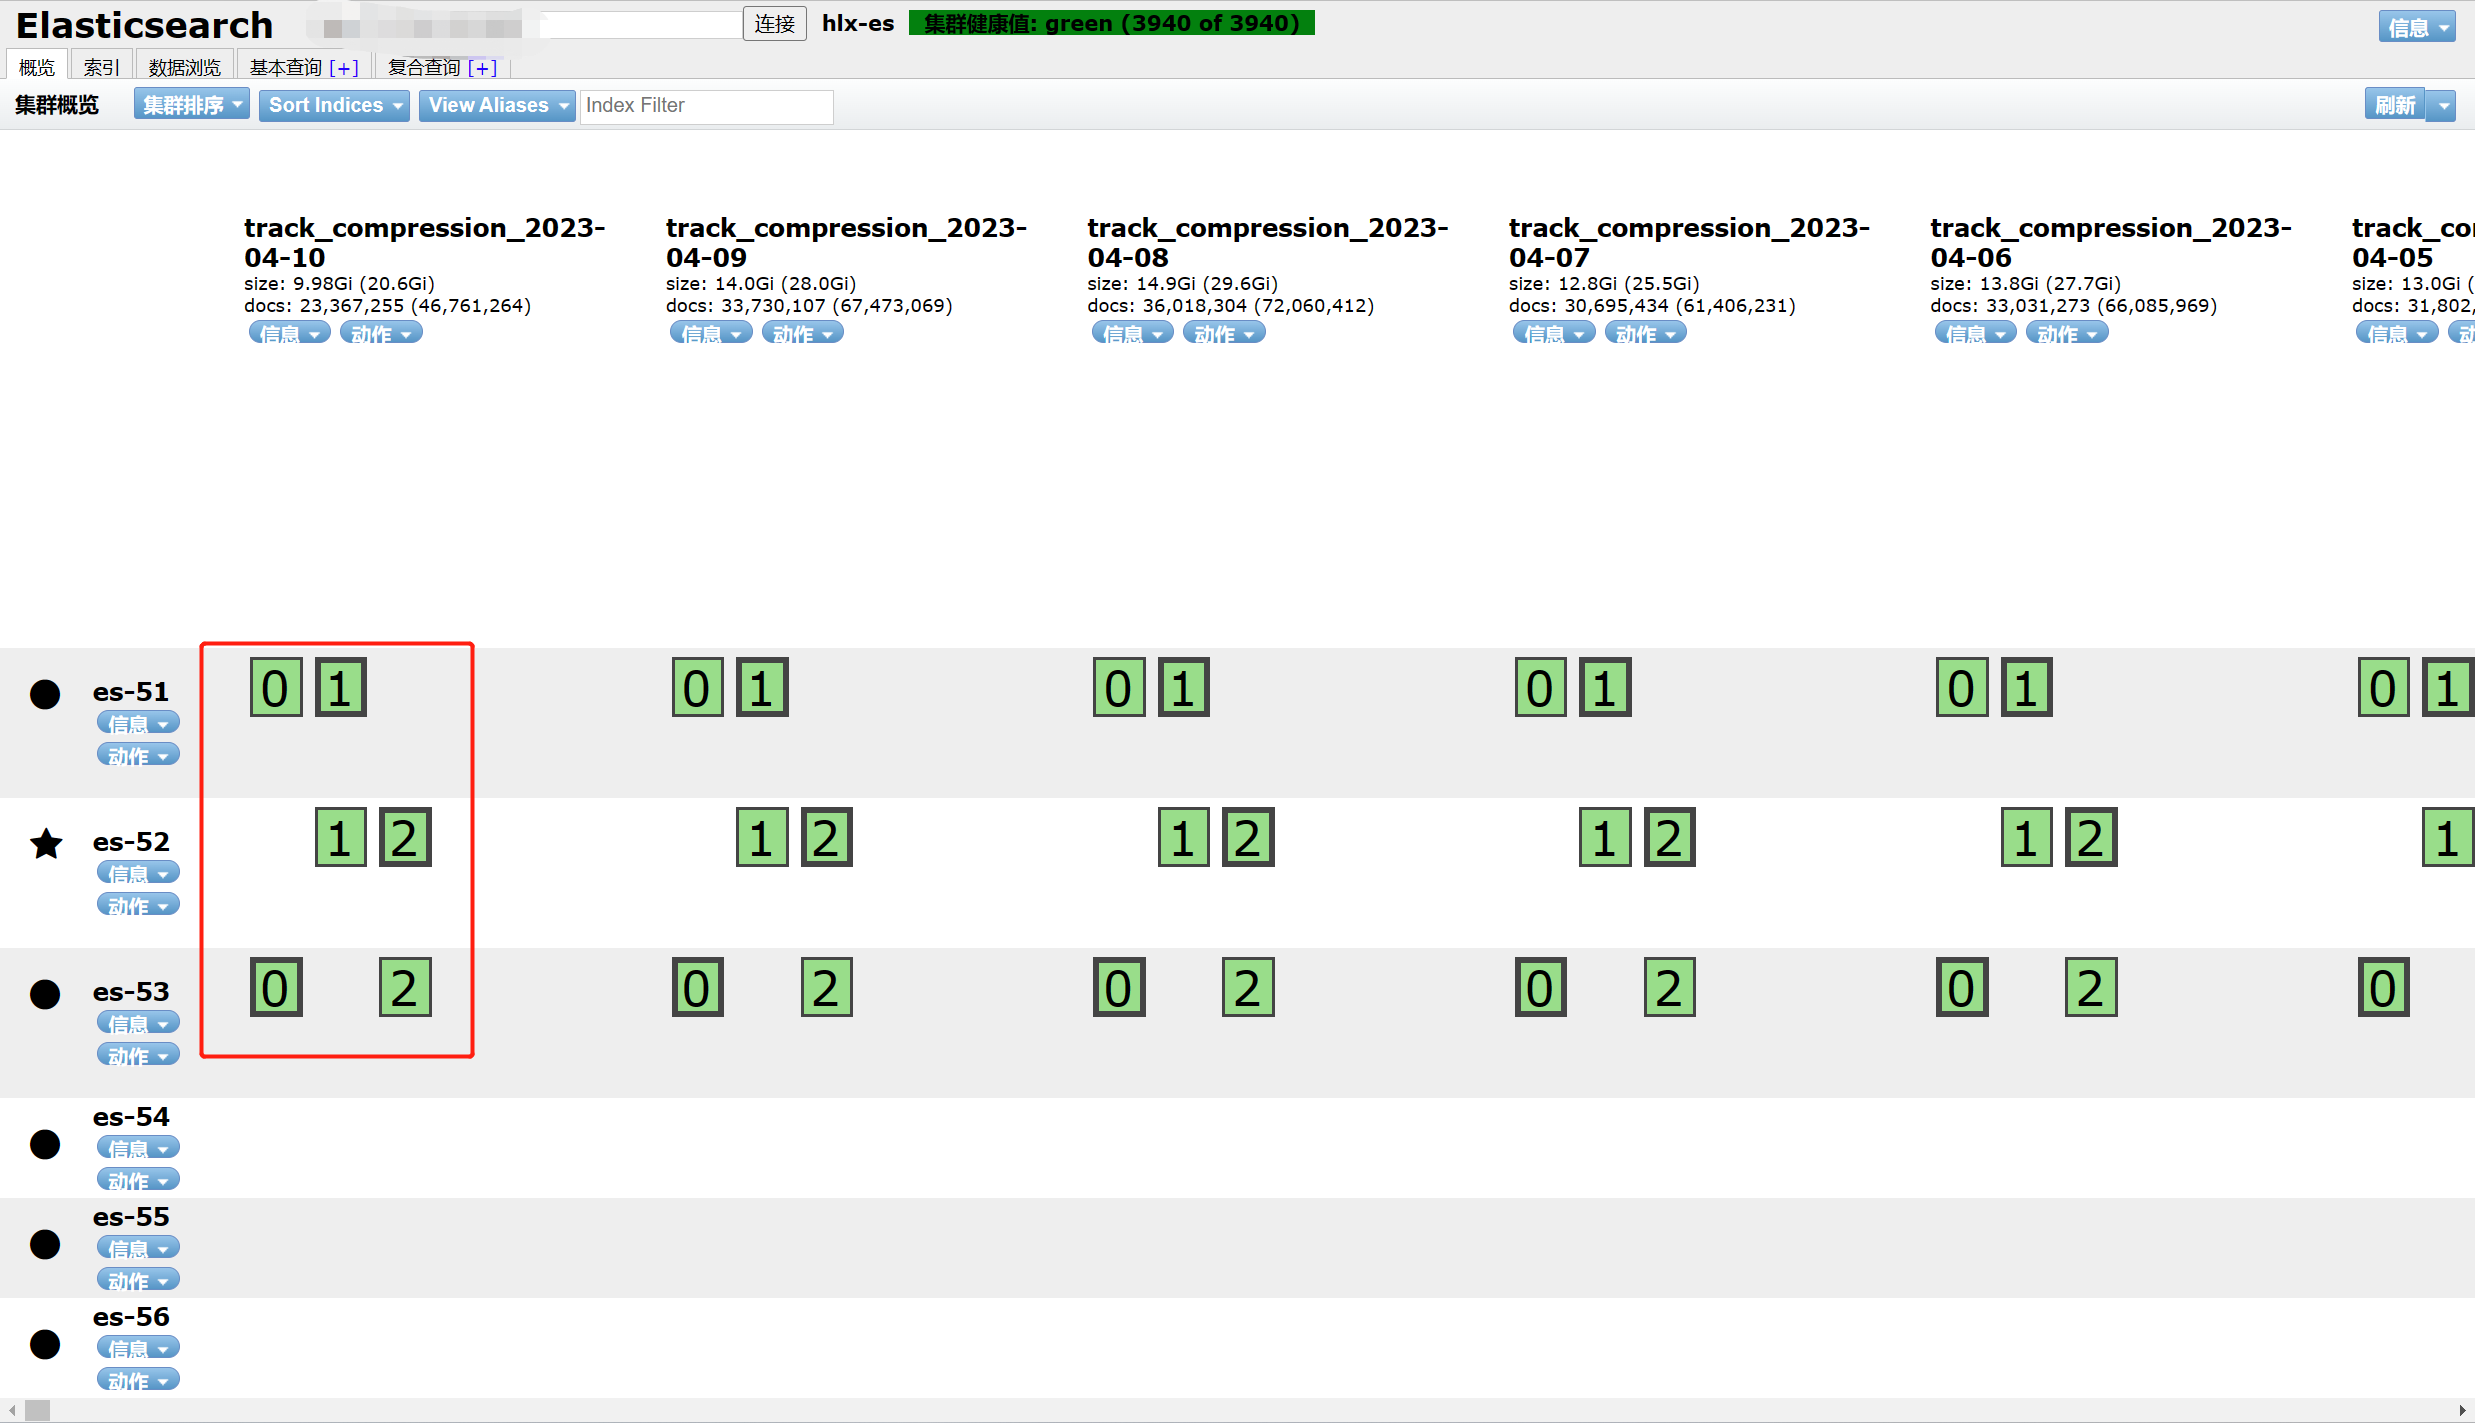 Elasticsearch 连接 hlx-es 集群健康值: green (3940 of 3940) 信息
概览 索引 数据浏览 基本查询 [+] 复合查询 [+]
集群概览 集群排序 Sort Indices View Aliases Index Filter 刷新
track_compression_2023-04-10
size: 9.98Gi (20.6Gi)
docs: 23,367,255 (46,761,264)
信息 动作
track_compression_2023-04-09
size: 14.0Gi (28.0Gi)
docs: 33,730,107 (67,473,069)
信息 动作
track_compression_2023-04-08
size: 14.9Gi (29.6Gi)
docs: 36,018,304 (72,060,412)
信息 动作
track_compression_2023-04-07
size: 12.8Gi (25.5Gi)
docs: 30,695,434 (61,406,231)
信息 动作
track_compression_2023-04-06
size: 13.8Gi (27.7Gi)
docs: 33,031,273 (66,085,969)
信息 动作
track_co
04-05
size: 13.0Gi (
docs: 31,802,
信息 动
es-51 0 1 0 1 0 1 0 1 0 1 0 1
信息
动作
es-52 1 2 1 2 1 2 1 2 1 2 1
信息
动作
es-53 0 2 0 2 0 2 0 2 0 2 0
信息
动作
es-54
信息
动作
es-55
信息
动作
es-56
信息
动作